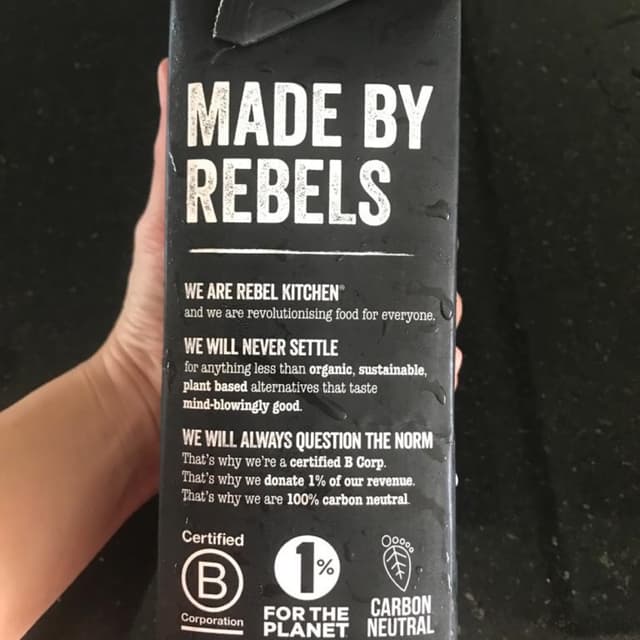 MADE BY
REBELS
WE ARE REBEL KITCHEN®
and we are revolutionising food for everyone.
WE WILL NEVER SETTLE
for anything less than organic, sustainable,
plant based alternatives that taste
mind-blowingly good.
WE WILL ALWAYS QUESTION THE NORM
That's why we're a certified B Corp.
That's why we donate 1% of our revenue.
That's why we are 100% carbon neutral.
Certified
B
Corporation
1%
FOR THE
PLANET
CARBON
NEUTRAL